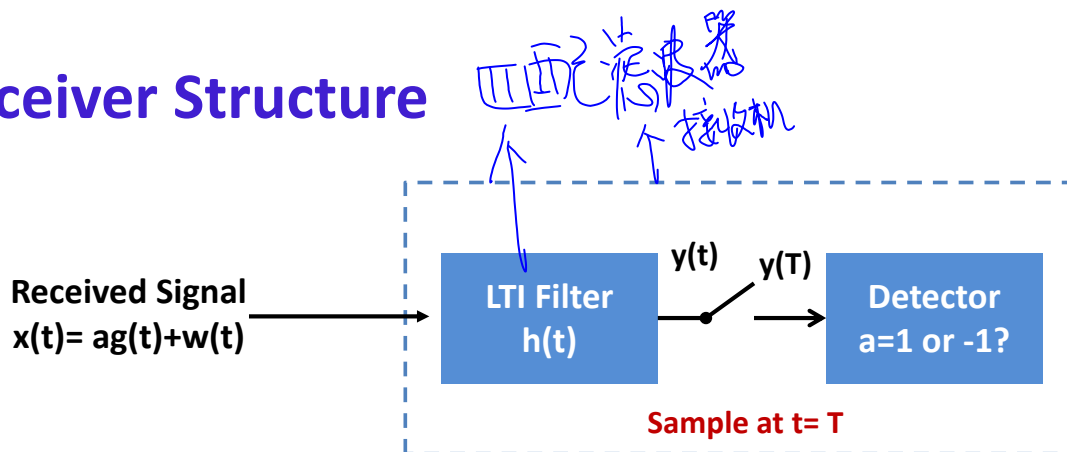 ceiver Structure
匹配滤波器
接收机
Received Signal
x(t)= ag(t)+w(t)
LTI Filter
h(t)
y(t)
y(T)
Detector
a=1 or -1?
Sample at t= T